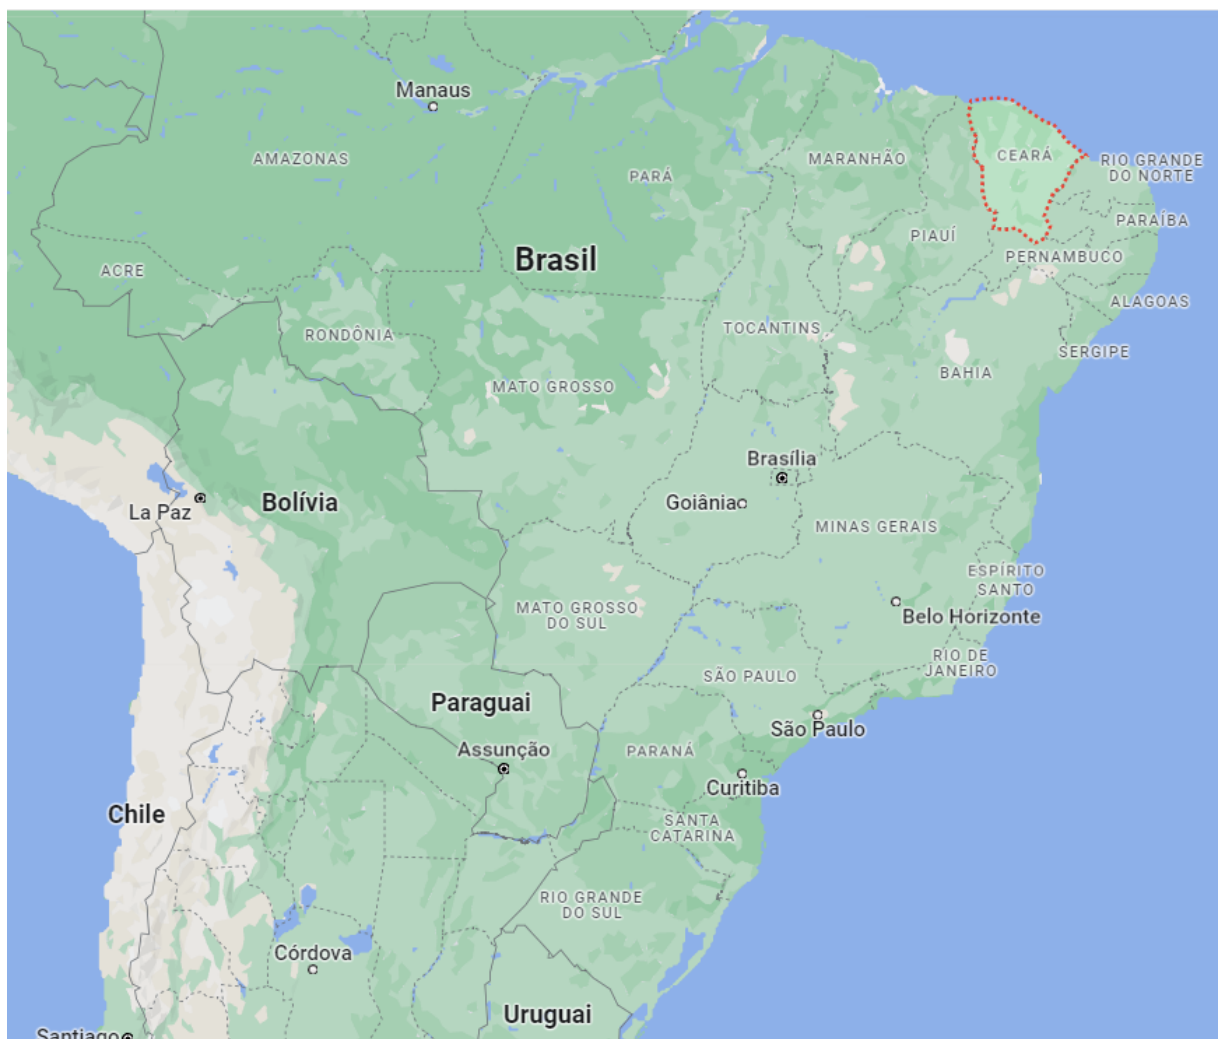 Manaus
AMAZONAS
PARÁ
MARANHÃO
CEARÁ
RIO GRANDE
DO NORTE
PARAÍBA
PIAUÍ
PERNAMBUCO
Brasil
ACRE
ALAGOAS
RONDÔNIA
TOCANTINS
SERGIPE
MATO GROSSO
BAHIA
Brasília
Goiânia
La Paz
Bolívia
MINAS GERAIS
ESPÍRITO
SANTO
MATO GROSSO
DO SUL
Belo Horizonte
RIO DE
JANEIRO
SÃO PAULO
Paraguai
São Paulo
Assunção
PARANÁ
Curitiba
Chile
SANTA
CATARINA
RIO GRANDE
DO SUL
Córdova
Uruguai
Santiago